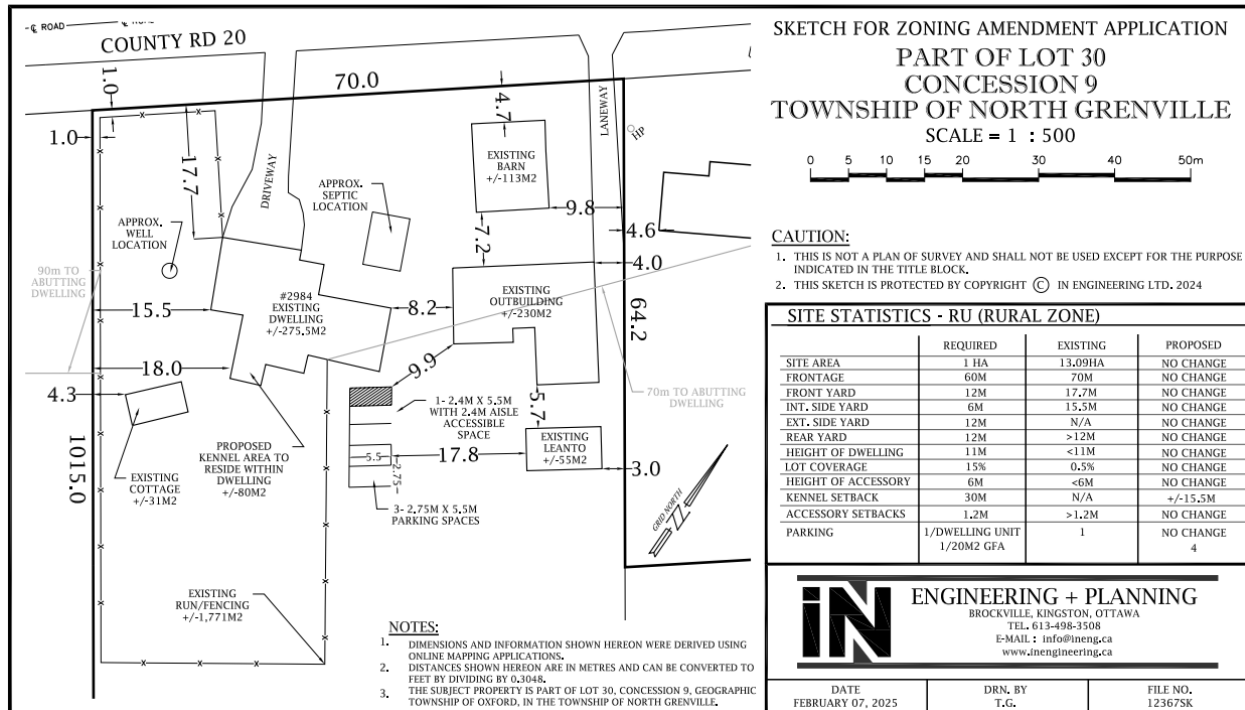 ℄ ROAD
COUNTY RD 20
1.0
70.0
4.7
LANEWAY
HP
1.0
17.7
DRIVEWAY
EXISTING
BARN
+/-113M2
APPROX.
SEPTIC
LOCATION
9.8
APPROX.
WELL
LOCATION
7.2
4.6
90m TO
ABUTTING
DWELLING
4.0
#2984
EXISTING
DWELLING
+/-275.5M2
EXISTING
OUTBUILDING
+/-230M2
15.5
8.2
64.2
18.0
9.9
70m TO ABUTTING
DWELLING
4.3
1- 2.4M X 5.5M
WITH 2.4M AISLE
ACCESSIBLE
SPACE
5.7
1015.0
PROPOSED
KENNEL AREA TO
RESIDE WITHIN
DWELLING
+/-80M2
EXISTING
LEANTO
+/-55M2
5.5
2.75
17.8
3.0
EXISTING
COTTAGE
+/-31M2
3- 2.75M X 5.5M
PARKING SPACES
GRID NORTH
N
EXISTING
RUN/FENCING
+/-1,771M2
NOTES:
1. DIMENSIONS AND INFORMATION SHOWN HEREON WERE DERIVED USING
ONLINE MAPPING APPLICATIONS.
2. DISTANCES SHOWN HEREON ARE IN METRES AND CAN BE CONVERTED TO
FEET BY DIVIDING BY 0.3048.
3. THE SUBJECT PROPERTY IS PART OF LOT 30, CONCESSION 9, GEOGRAPHIC
TOWNSHIP OF OXFORD, IN THE TOWNSHIP OF NORTH GRENVILLE.
SKETCH FOR ZONING AMENDMENT APPLICATION
PART OF LOT 30
CONCESSION 9
TOWNSHIP OF NORTH GRENVILLE
SCALE = 1 : 500
0 5 10 15 20 30 40 50m
CAUTION:
1. THIS IS NOT A PLAN OF SURVEY AND SHALL NOT BE USED EXCEPT FOR THE PURPOSE
INDICATED IN THE TITLE BLOCK.
2. THIS SKETCH IS PROTECTED BY COPYRIGHT © IN ENGINEERING LTD. 2024
SITE STATISTICS - RU (RURAL ZONE)
REQUIRED EXISTING PROPOSED
SITE AREA 1 HA 13.09HA NO CHANGE
FRONTAGE 60M 70M NO CHANGE
FRONT YARD 12M 17.7M NO CHANGE
INT. SIDE YARD 6M 15.5M NO CHANGE
EXT. SIDE YARD 12M N/A NO CHANGE
REAR YARD 12M >12M NO CHANGE
HEIGHT OF DWELLING 11M <11M NO CHANGE
LOT COVERAGE 15% 0.5% NO CHANGE
HEIGHT OF ACCESSORY 6M <6M NO CHANGE
KENNEL SETBACK 30M N/A +/-15.5M
ACCESSORY SETBACKS 1.2M >1.2M NO CHANGE
PARKING 1/DWELLING UNIT 1 NO CHANGE
1/20M2 GFA 4
iN
ENGINEERING + PLANNING
BROCKVILLE, KINGSTON, OTTAWA
TEL. 613-498-3508
E-MAIL : info@ineng.ca
www.inengineering.ca
DATE DRN. BY FILE NO.
FEBRUARY 07, 2025 T.G. 12367SK